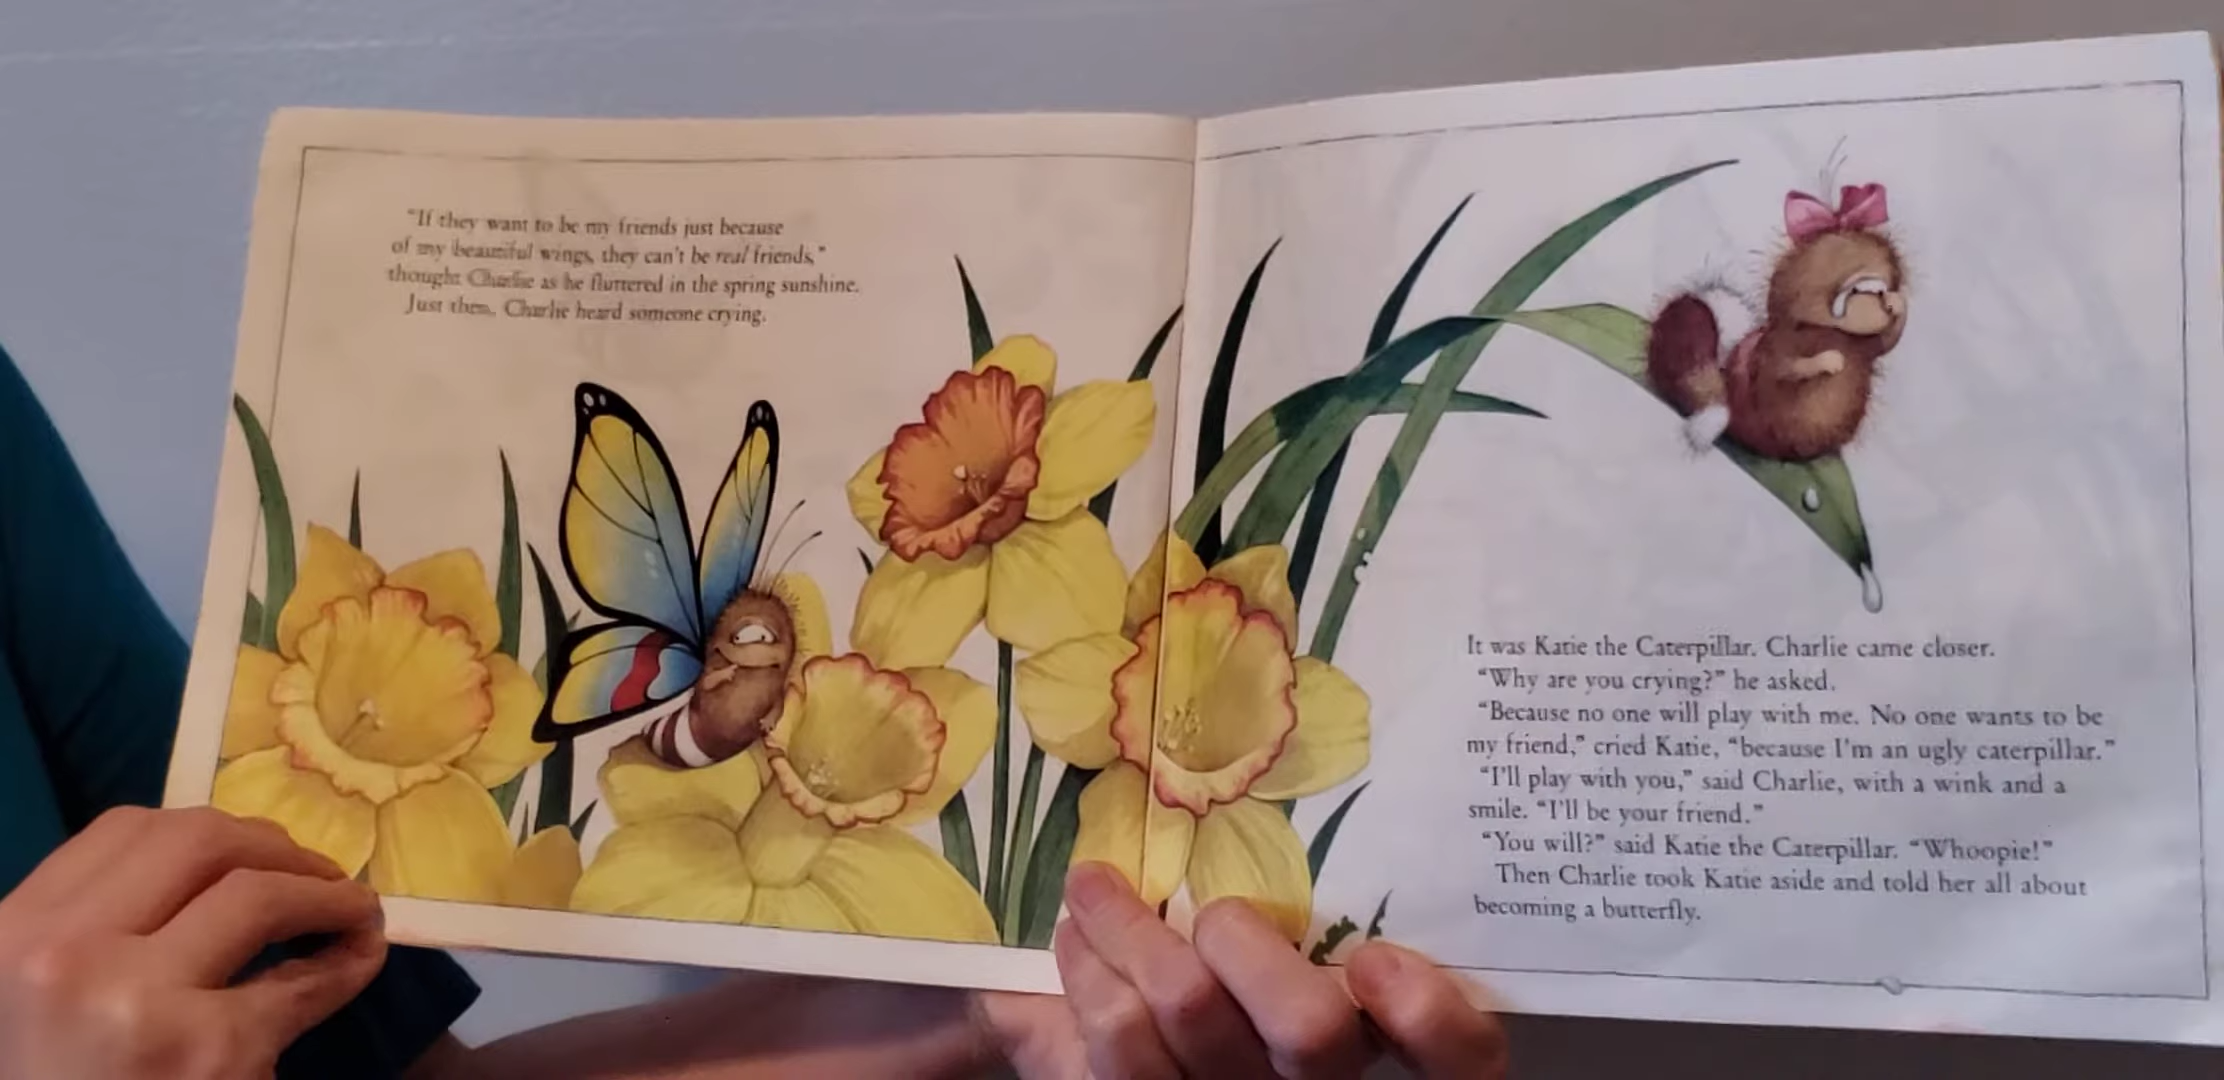 “If they want to be my friends just because
of my beautiful wings, they can't be real friends,”
thought Charlie as he fluttered in the spring sunshine.
Just then, Charlie heard someone crying.
It was Katie the Caterpillar. Charlie came closer.
“Why are you crying?” he asked.
“Because no one will play with me. No one wants to be
my friend,” cried Katie, “because I'm an ugly caterpillar.”
“I'll play with you,” said Charlie, with a wink and a
smile. “I'll be your friend.”
“You will?” said Katie the Caterpillar. “Whoopie!”
Then Charlie took Katie aside and told her all about
becoming a butterfly.